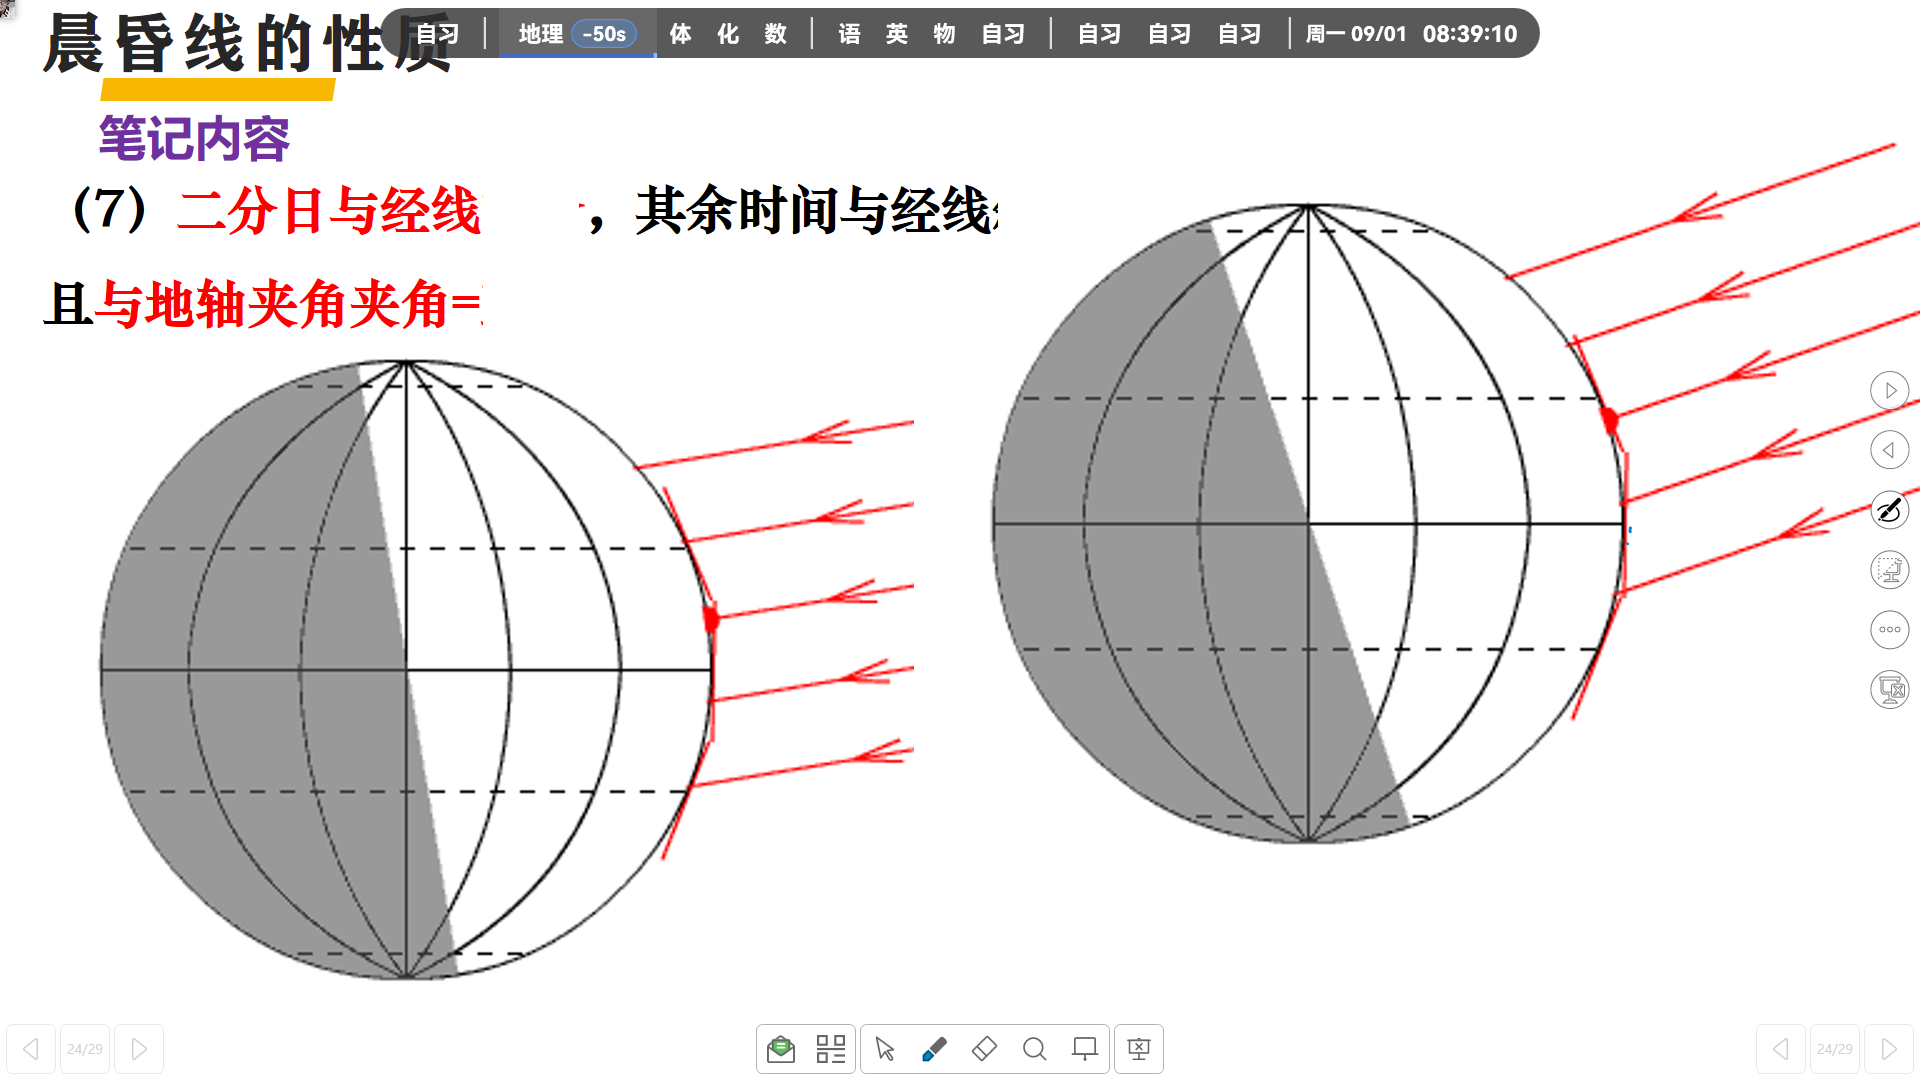 晨昏线的性质
自习 地理 -50s 体 化 数 语 英 物 自习 自习 自习 自习 周一 09/01 08:39:10
笔记内容
（7）二分日与经线，其余时间与经线
且与地轴夹角夹角=
24/29
24/29